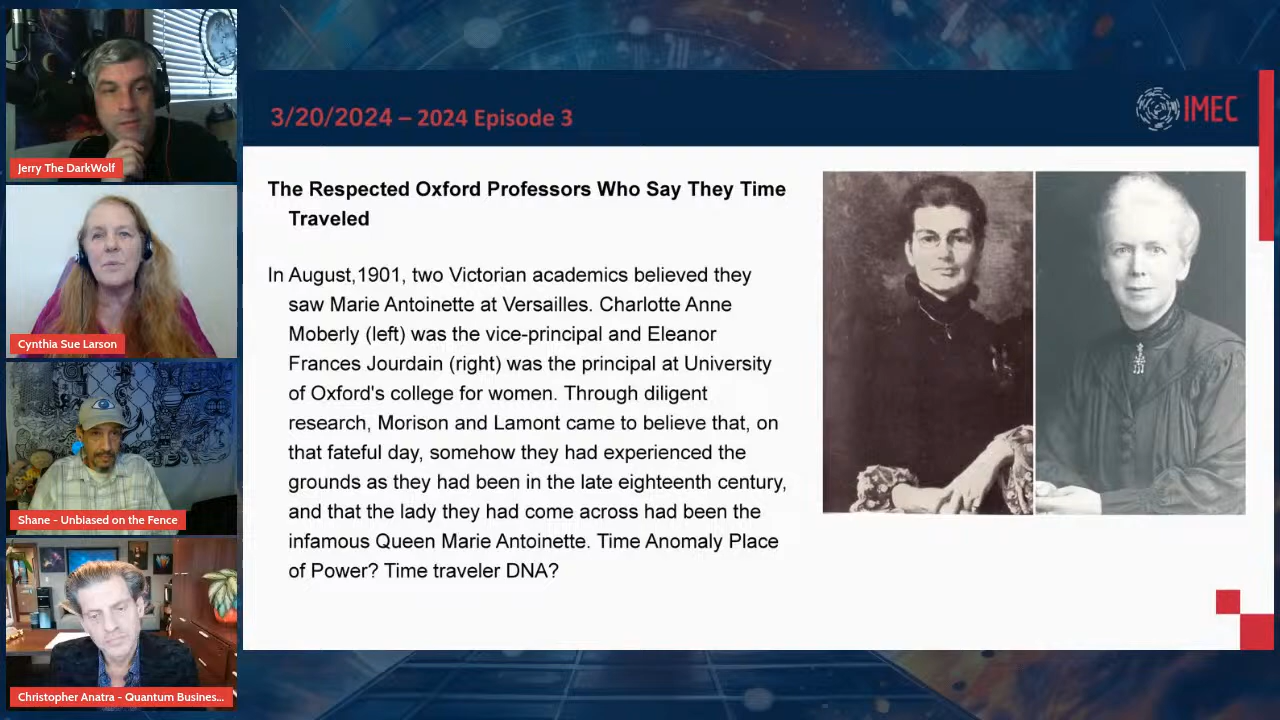 Jerry The DarkWolf
Cynthia Sue Larson
Shane - Unbiased on the Fence
Christopher Anatra - Quantum Busines...
3/20/2024 – 2024 Episode 3
IMEC
The Respected Oxford Professors Who Say They Time
Traveled
In August,1901, two Victorian academics believed they
saw Marie Antoinette at Versailles. Charlotte Anne
Moberly (left) was the vice-principal and Eleanor
Frances Jourdain (right) was the principal at University
of Oxford's college for women. Through diligent
research, Morison and Lamont came to believe that, on
that fateful day, somehow they had experienced the
grounds as they had been in the late eighteenth century,
and that the lady they had come across had been the
infamous Queen Marie Antoinette. Time Anomaly Place
of Power? Time traveler DNA?